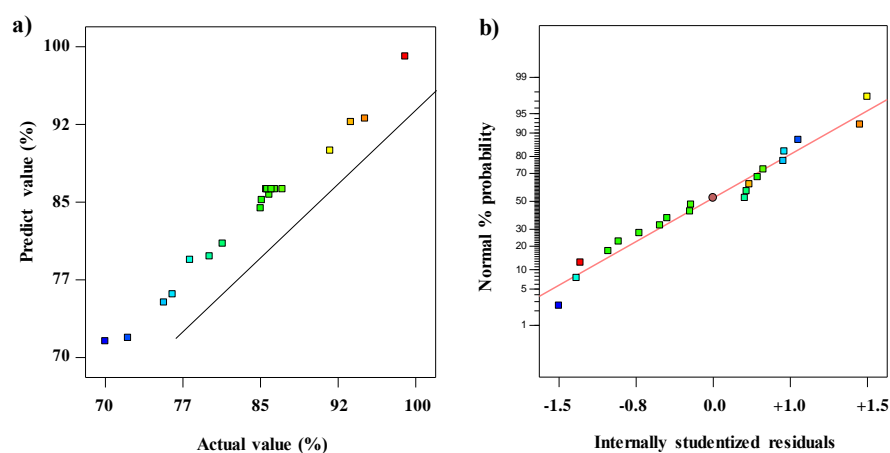 a)
100
92
85
77
70
Predict value (%)
70 77 85 92 100
Actual value (%)
b)
99
95
90
80
70
50
30
20
10
5
1
Normal % probability
-1.5 -0.8 0.0 +1.0 +1.5
Internally studentized residuals